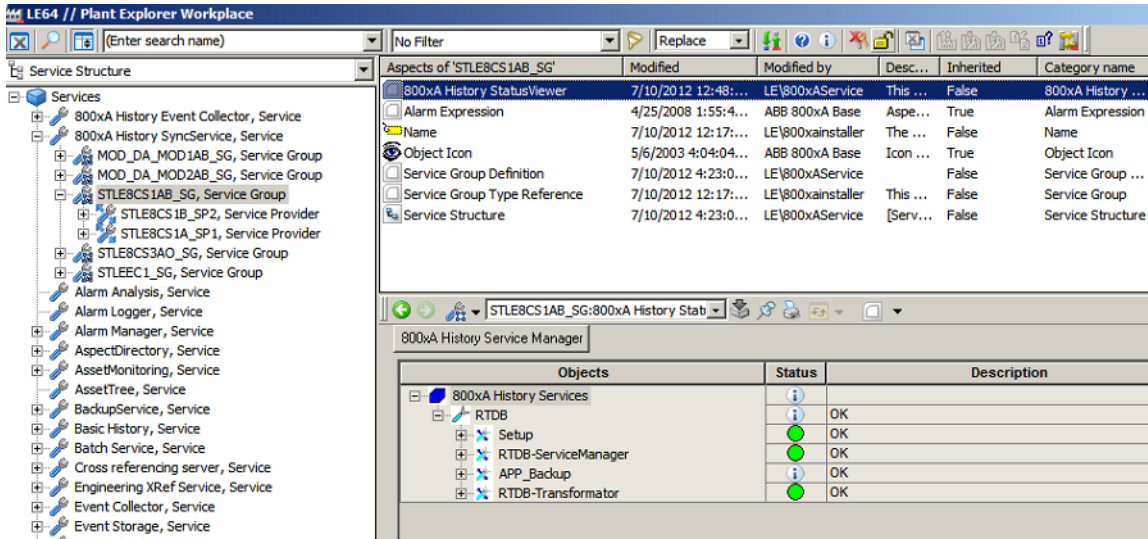 LE64 // Plant Explorer Workplace
(Enter search name)
No Filter
Replace
Service Structure
Services
800xA History Event Collector, Service
800xA History SyncService, Service
MOD_DA_MOD1AB_SG, Service Group
MOD_DA_MOD2AB_SG, Service Group
STLE8CS1AB_SG, Service Group
STLE8CS1B_SP2, Service Provider
STLE8CS1A_SP1, Service Provider
STLE8CS3AO_SG, Service Group
STLEEC1_SG, Service Group
Alarm Analysis, Service
Alarm Logger, Service
Alarm Manager, Service
AspectDirectory, Service
AssetMonitoring, Service
AssetTree, Service
BackupService, Service
Basic History, Service
Batch Service, Service
Cross referencing server, Service
Engineering XRef Service, Service
Event Collector, Service
Event Storage, Service
Aspects of 'STLE8CS1AB_SG' Modified Modified by Desc... Inherited Category name
800xA History StatusViewer 7/10/2012 12:48:... LE\800xAService This ... False 800xA History ...
Alarm Expression 4/25/2008 1:55:4... ABB 800xA Base Aspe... True Alarm Expression
Name 7/10/2012 12:17:... LE\800xainstaller The ... False Name
Object Icon 5/6/2003 4:04:04... ABB 800xA Base Icon ... True Object Icon
Service Group Definition 7/10/2012 4:23:0... LE\800xAService False Service Group ...
Service Group Type Reference 7/10/2012 12:17:... LE\800xainstaller This ... False Service Group
Service Structure 7/10/2012 4:23:0... LE\800xAService [Serv... False Service Structure
STLE8CS1AB_SG:800xA History Stat
800xA History Service Manager
Objects Status Description
800xA History Services
RTDB OK
Setup OK
RTDB-ServiceManager OK
APP_Backup OK
RTDB-Transformator OK